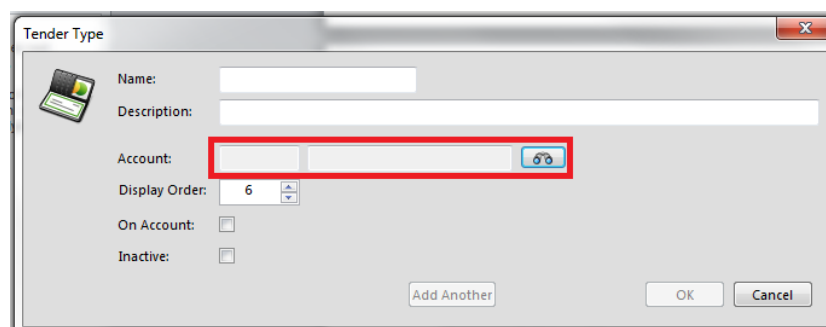 Tender Type
Name:
Description:
Account:
Display Order: 6
On Account:
Inactive:
Add Another OK Cancel